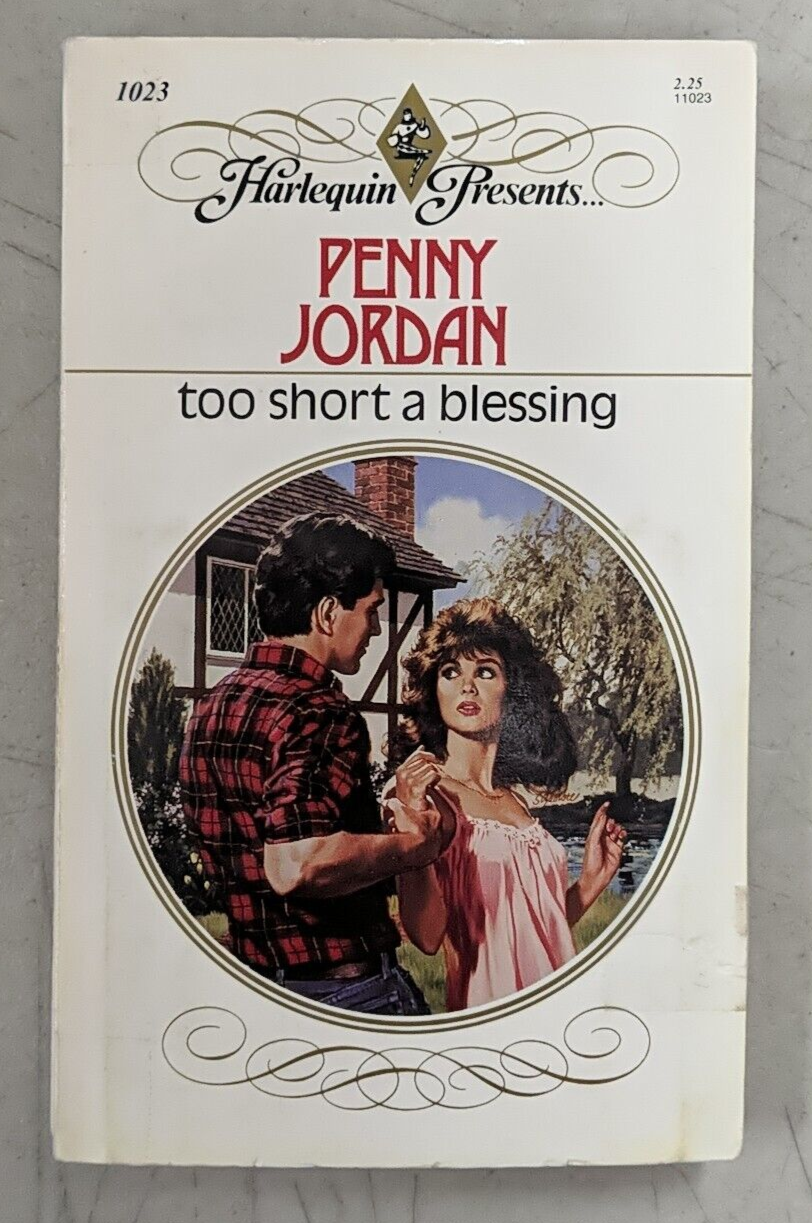 1023
2.25
11023
Harlequin Presents...
PENNY
JORDAN
too short a blessing